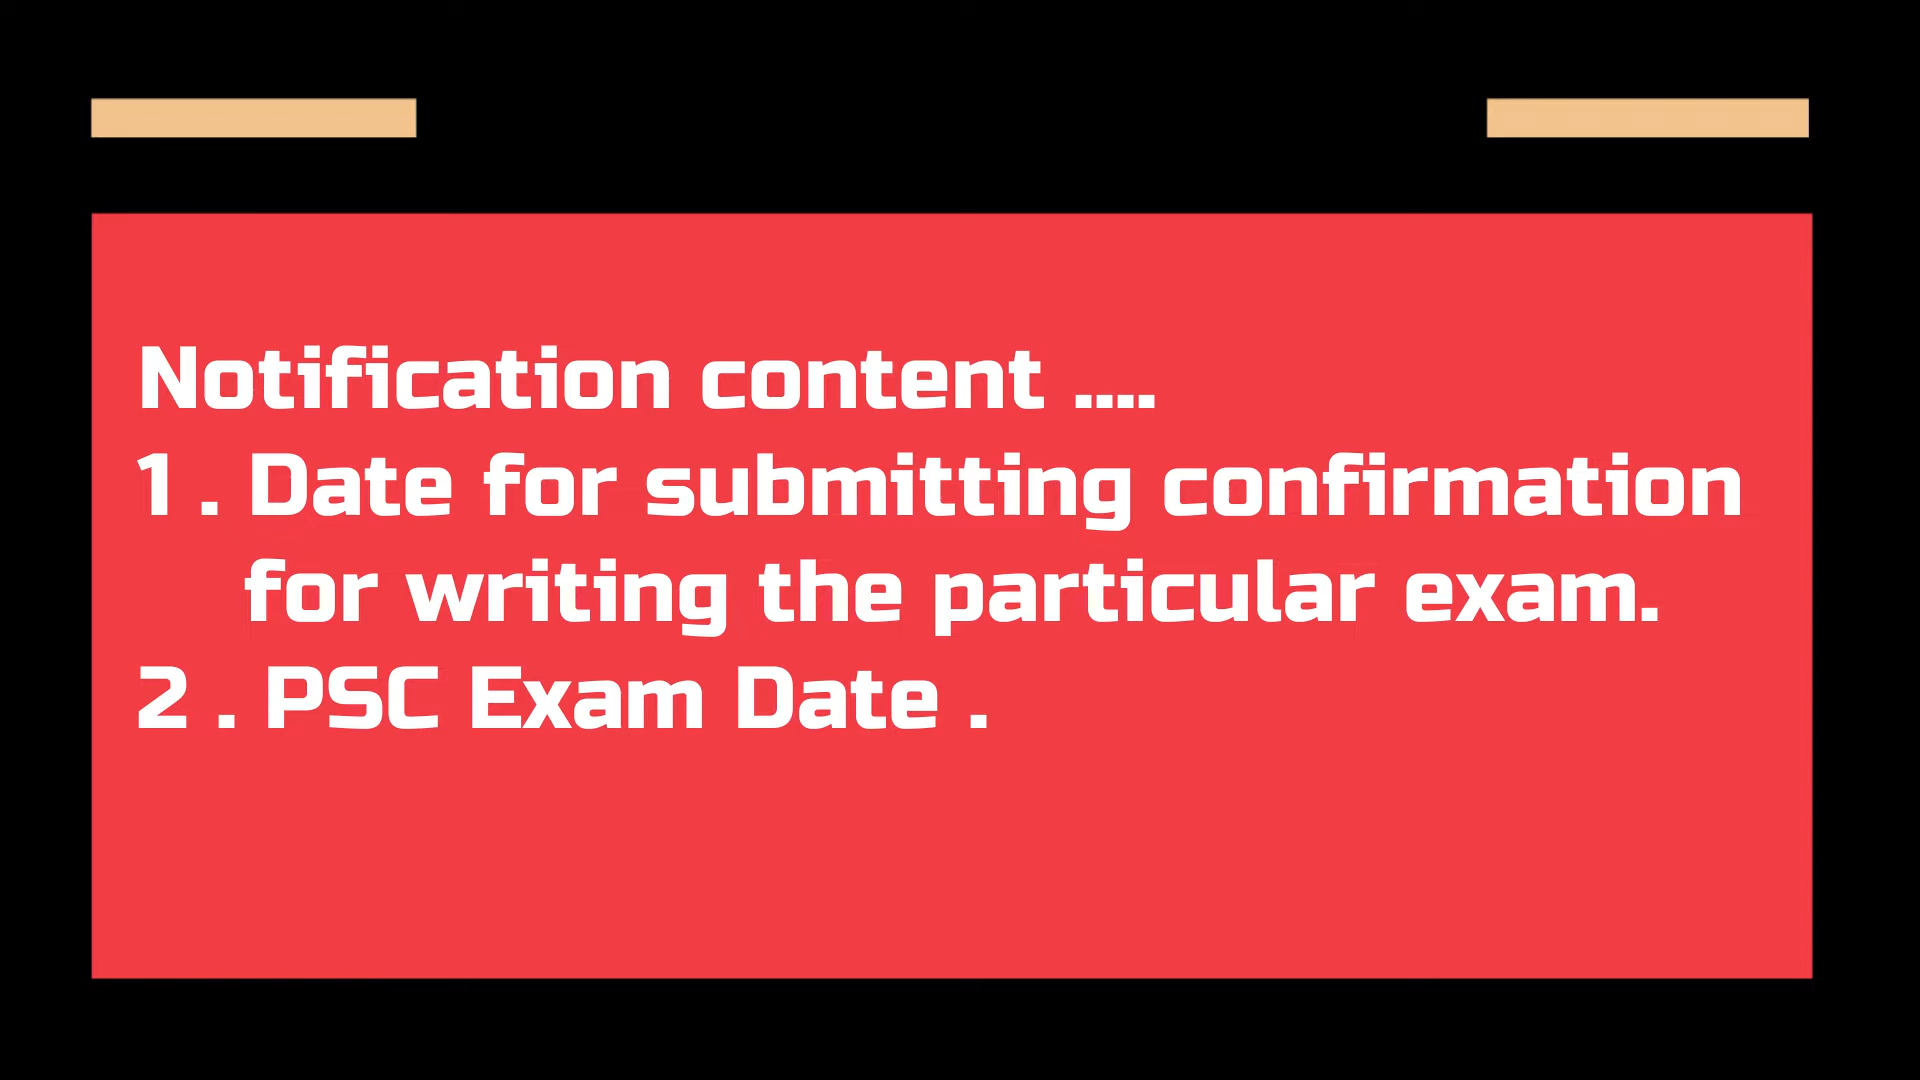 Notification content ....
1 . Date for submitting confirmation
for writing the particular exam.
2 . PSC Exam Date .